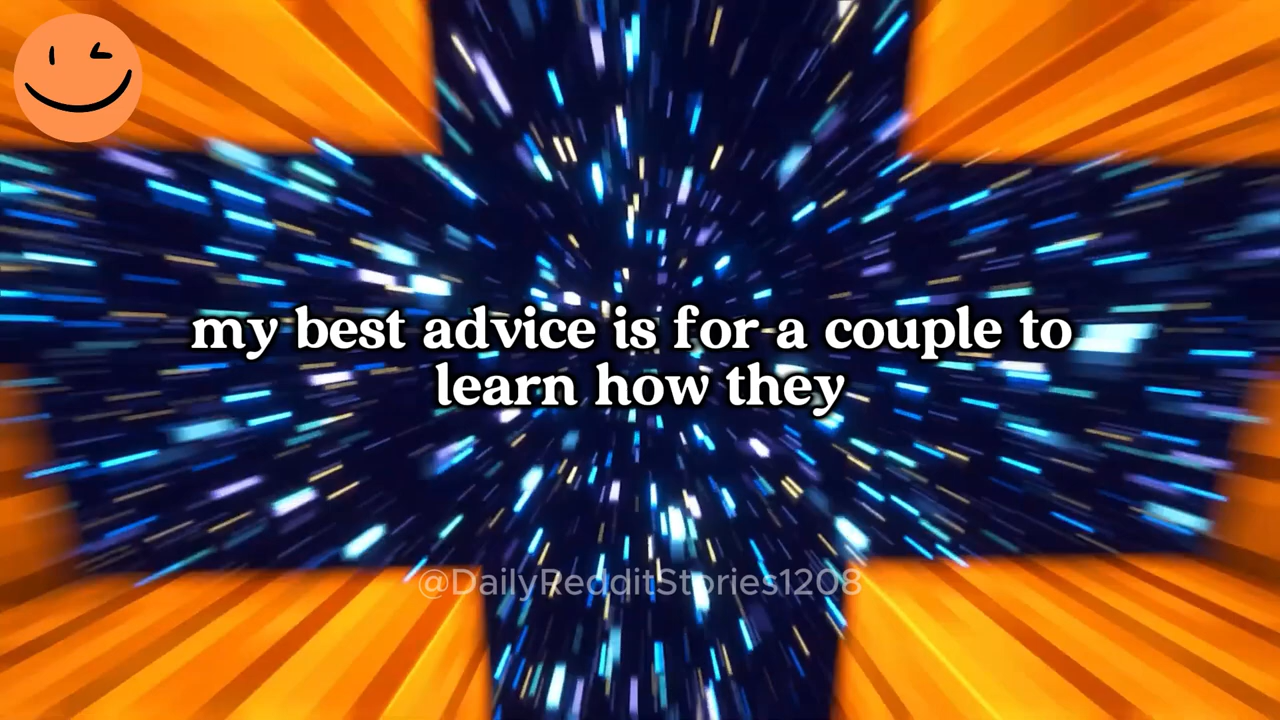 my best advice is for a couple to
learn how they
@DailyRedditStories1208